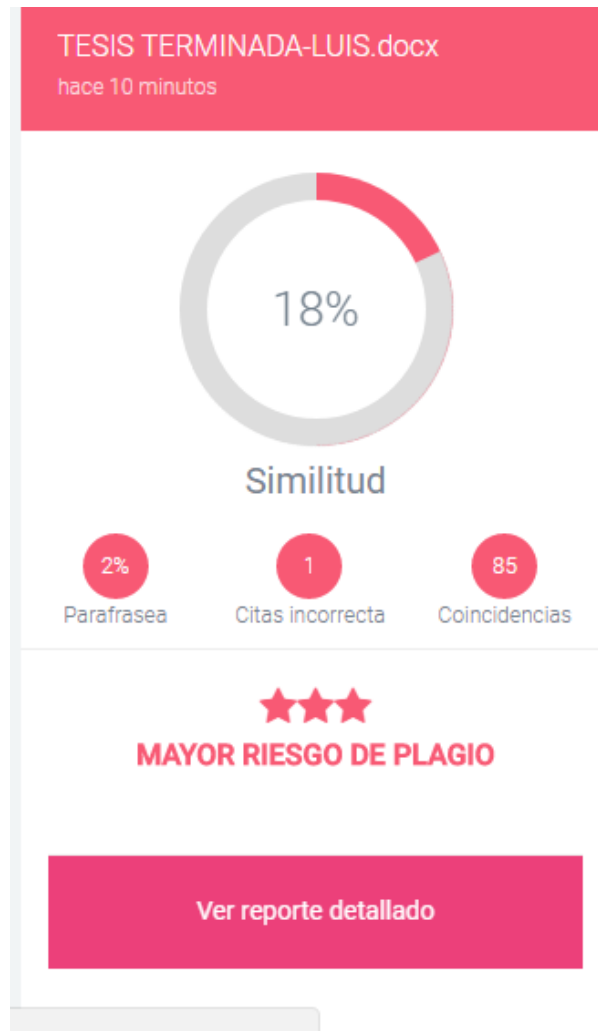 TESIS TERMINADA-LUIS.docx
hace 10 minutos
18%
Similitud
2% 1 85
Parafrasea Citas incorrecta Coincidencias
MAYOR RIESGO DE PLAGIO
Ver reporte detallado